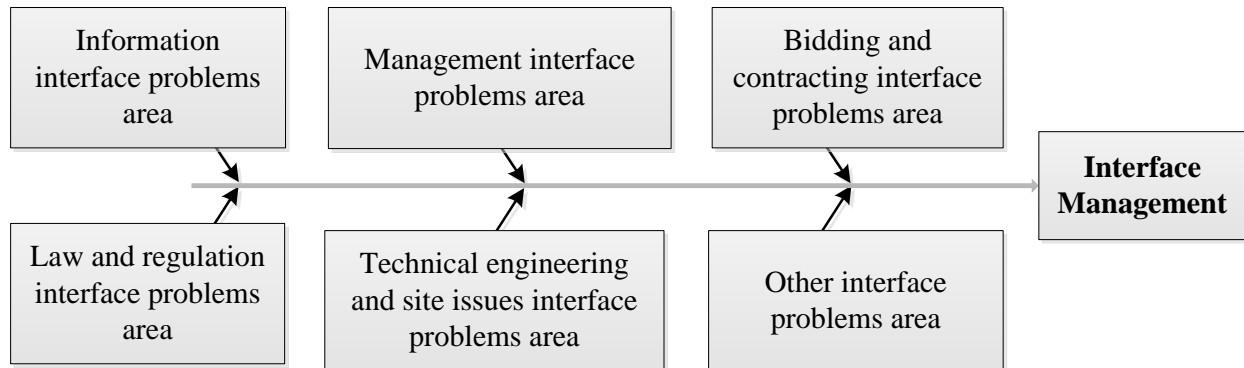 Information
interface problems
area
Management interface
problems area
Bidding and
contracting interface
problems area
Interface
Management
Law and regulation
interface problems
area
Technical engineering
and site issues interface
problems area
Other interface
problems area